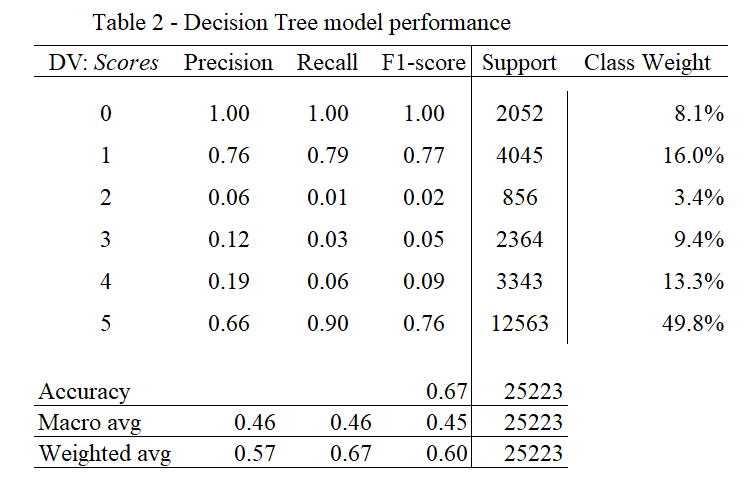 Table 2 - Decision Tree model performance
DV: Scores Precision Recall F1-score Support Class Weight
0 1.00 1.00 1.00 2052 8.1%
1 0.76 0.79 0.77 4045 16.0%
2 0.06 0.01 0.02 856 3.4%
3 0.12 0.03 0.05 2364 9.4%
4 0.19 0.06 0.09 3343 13.3%
5 0.66 0.90 0.76 12563 49.8%
Accuracy 0.67 25223
Macro avg 0.46 0.46 0.45 25223
Weighted avg 0.57 0.67 0.60 25223